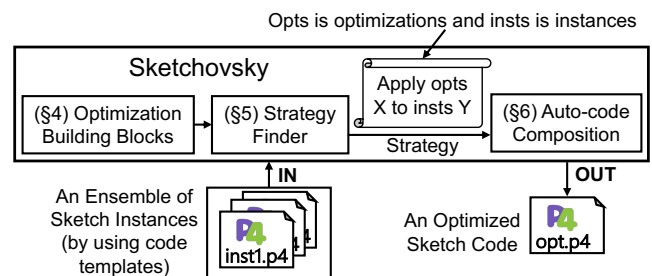 Opts is optimizations and insts is instances
Sketchovsky
Apply opts
X to insts Y
(§4) Optimization
Building Blocks
(§5) Strategy
Finder
Strategy
(§6) Auto-code
Composition
IN
OUT
An Ensemble of
Sketch Instances
(by using code
templates)
P4
inst1.p4
An Optimized
Sketch Code
P4
opt.p4